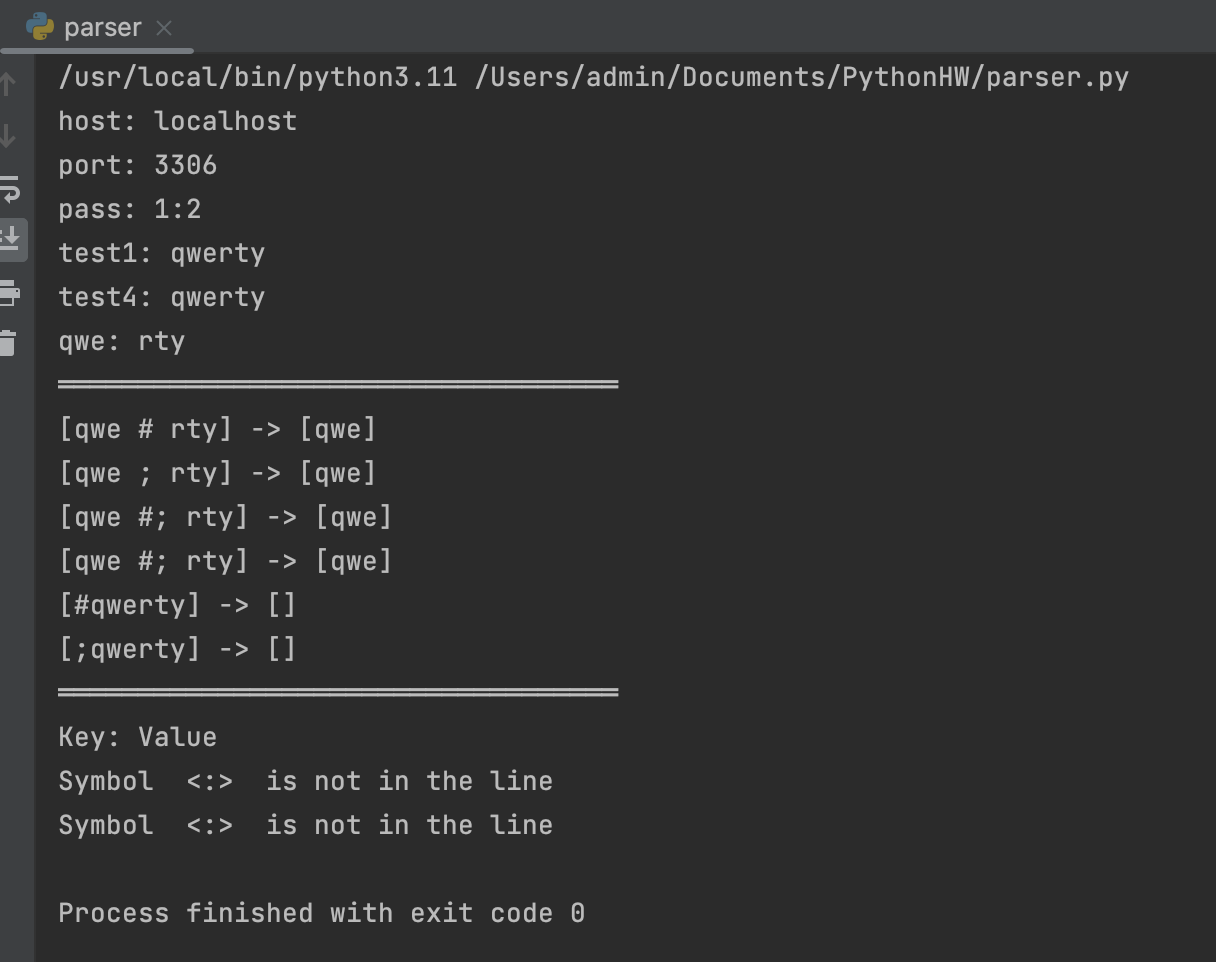 parser
/usr/local/bin/python3.11 /Users/admin/Documents/PythonHW/parser.py
host: localhost
port: 3306
pass: 1:2
test1: qwerty
test4: qwerty
qwe: rty
===================================
[qwe # rty] -> [qwe]
[qwe ; rty] -> [qwe]
[qwe #; rty] -> [qwe]
[qwe #; rty] -> [qwe]
[#qwerty] -> []
[;qwerty] -> []
===================================
Key: Value
Symbol  <:>  is not in the line
Symbol  <:>  is not in the line
Process finished with exit code 0